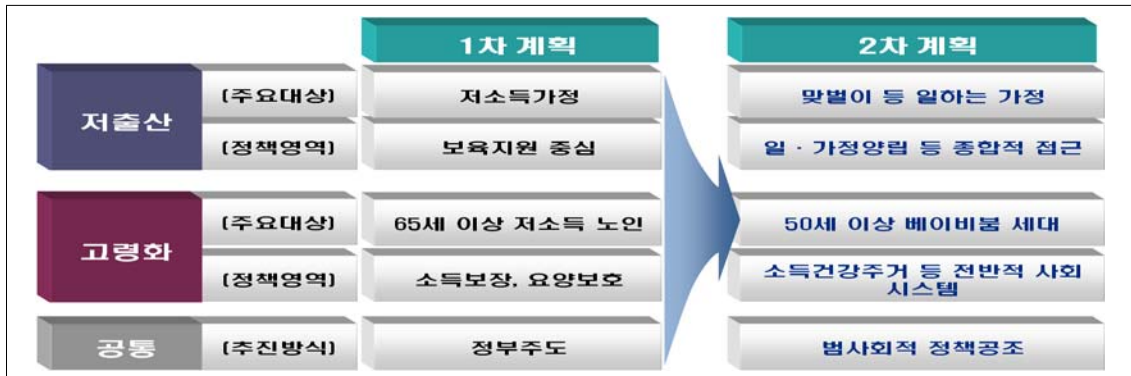 1차 계획
2차 계획
저출산
(주요대상)
저소득가정
맞벌이 등 일하는 가정
(정책영역)
보육지원 중심
일 · 가정양립 등 종합적 접근
고령화
(주요대상)
65세 이상 저소득 노인
50세 이상 베이비붐 세대
(정책영역)
소득보장, 요양보호
소득건강주거 등 전반적 사회
시스템
공통
(추진방식)
정부주도
범사회적 정책공조